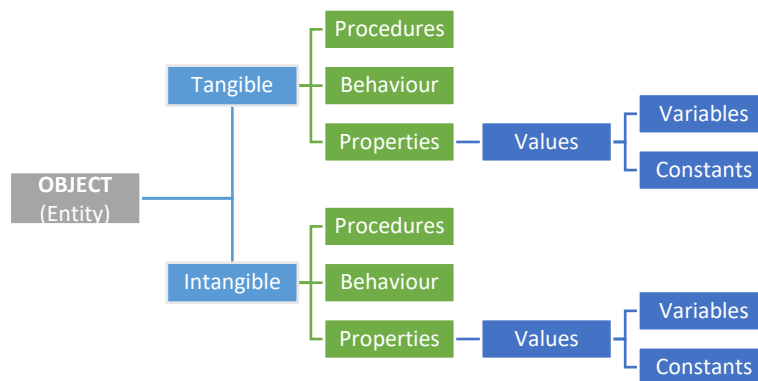 Procedures
Tangible
Behaviour
Properties
Values
Variables
Constants
OBJECT
(Entity)
Procedures
Intangible
Behaviour
Properties
Values
Variables
Constants